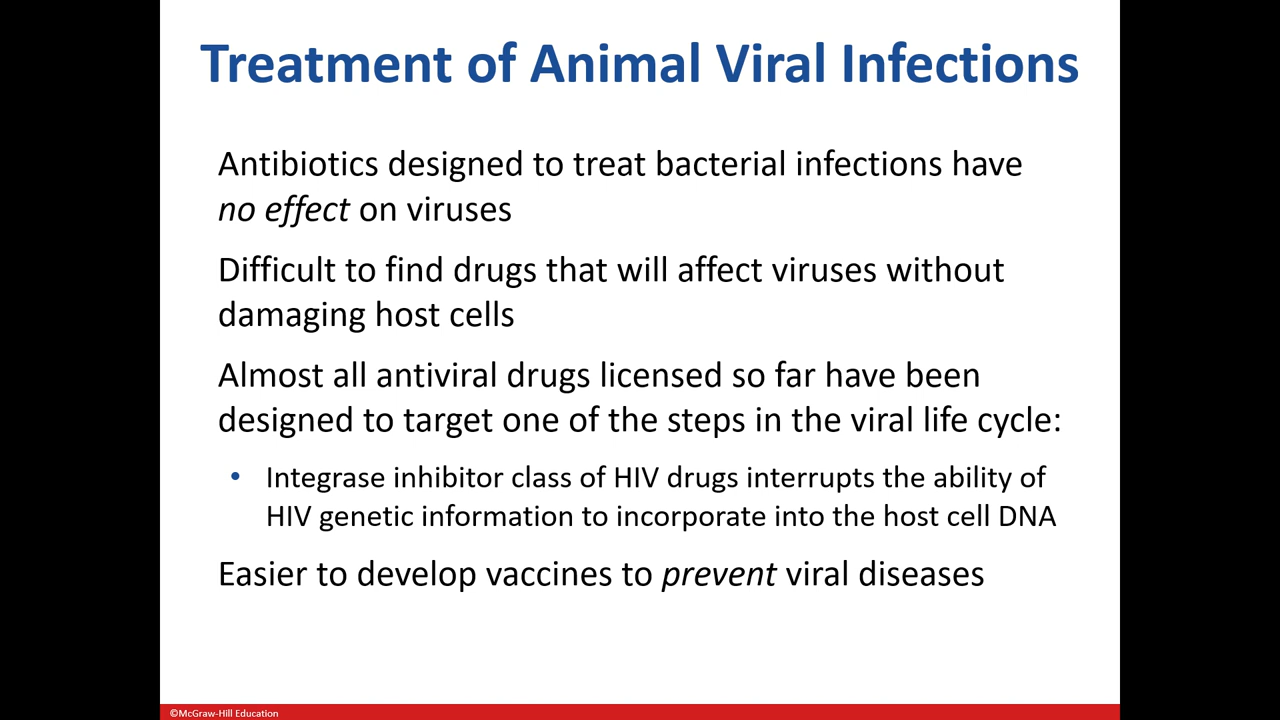 Treatment of Animal Viral Infections
Antibiotics designed to treat bacterial infections have
no effect on viruses
Difficult to find drugs that will affect viruses without
damaging host cells
Almost all antiviral drugs licensed so far have been
designed to target one of the steps in the viral life cycle:
• Integrase inhibitor class of HIV drugs interrupts the ability of
HIV genetic information to incorporate into the host cell DNA
Easier to develop vaccines to prevent viral diseases
©McGraw-Hill Education